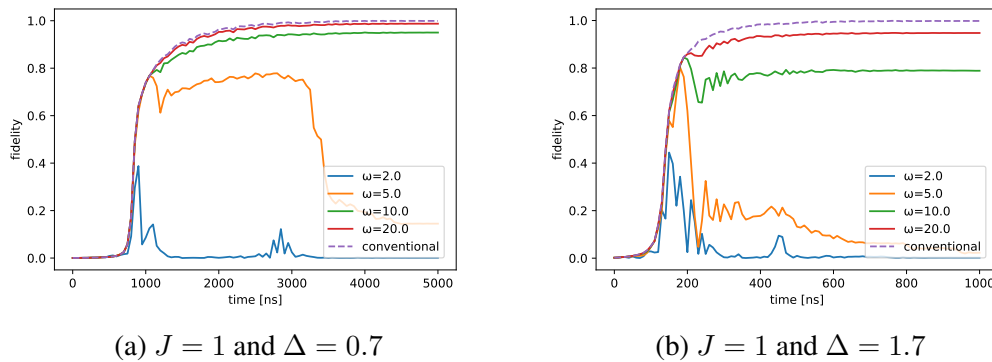 1.0
0.8
0.6
0.4
0.2
0.0
fidelity
ω=2.0
ω=5.0
ω=10.0
ω=20.0
conventional
0 1000 2000 3000 4000 5000
time [ns]
(a) J = 1 and Δ = 0.7
1.0
0.8
0.6
0.4
0.2
0.0
fidelity
ω=2.0
ω=5.0
ω=10.0
ω=20.0
conventional
0 200 400 600 800 1000
time [ns]
(b) J = 1 and Δ = 1.7